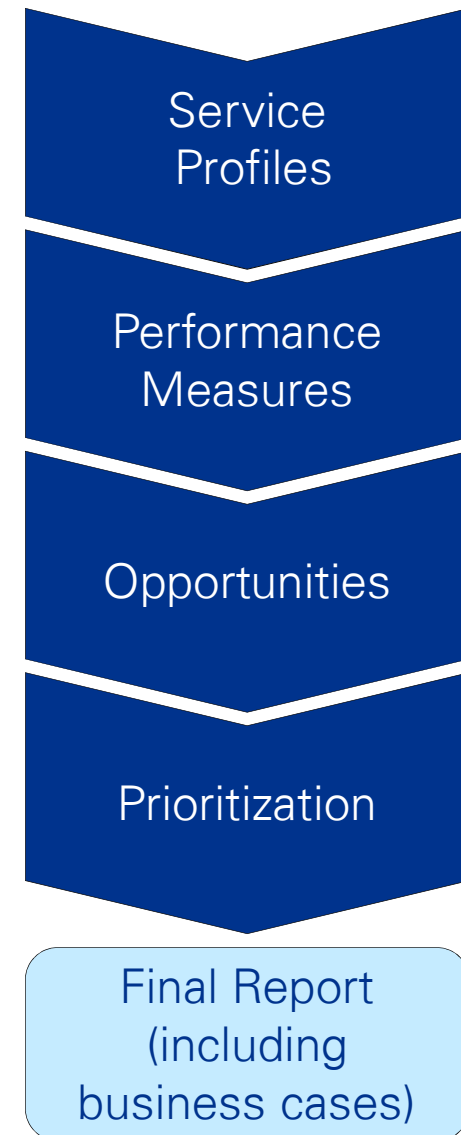 Service
Profiles
Performance
Measures
Opportunities
Prioritization
Final Report
(including
business cases)